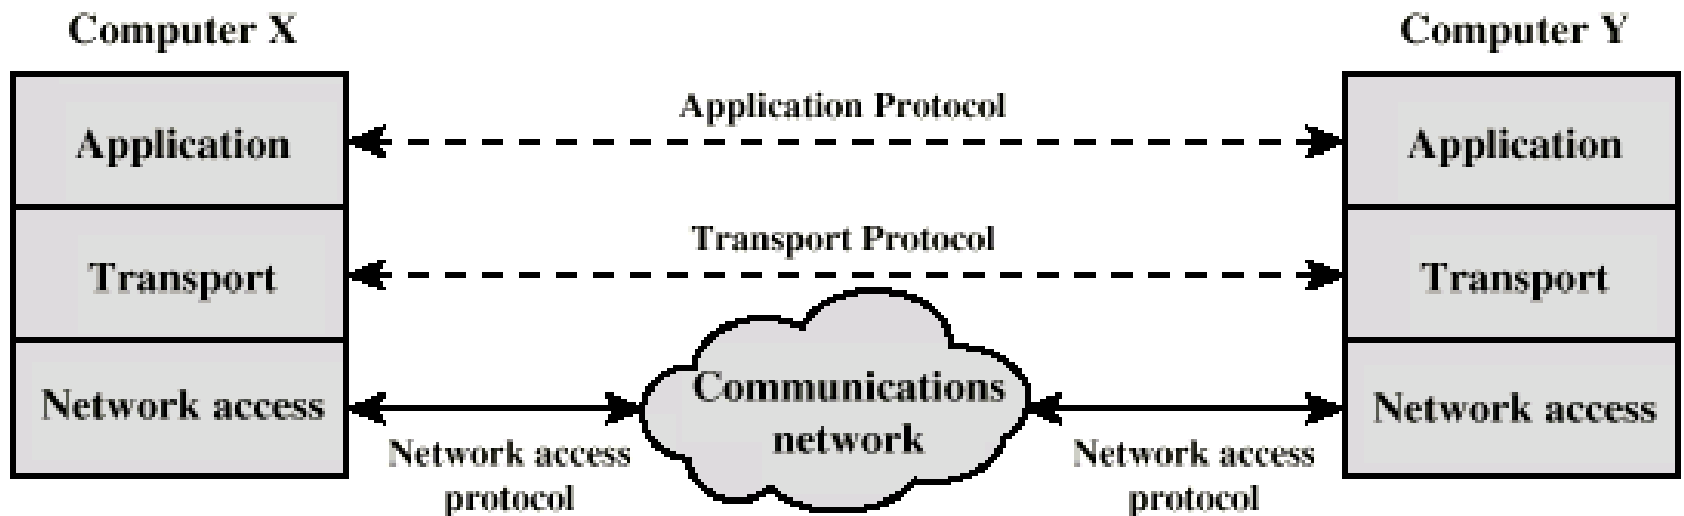 Computer X
Computer Y
Application Protocol
Application
Application
Transport Protocol
Transport
Transport
Communications
network
Network access
Network access
Network access
protocol
Network access
protocol